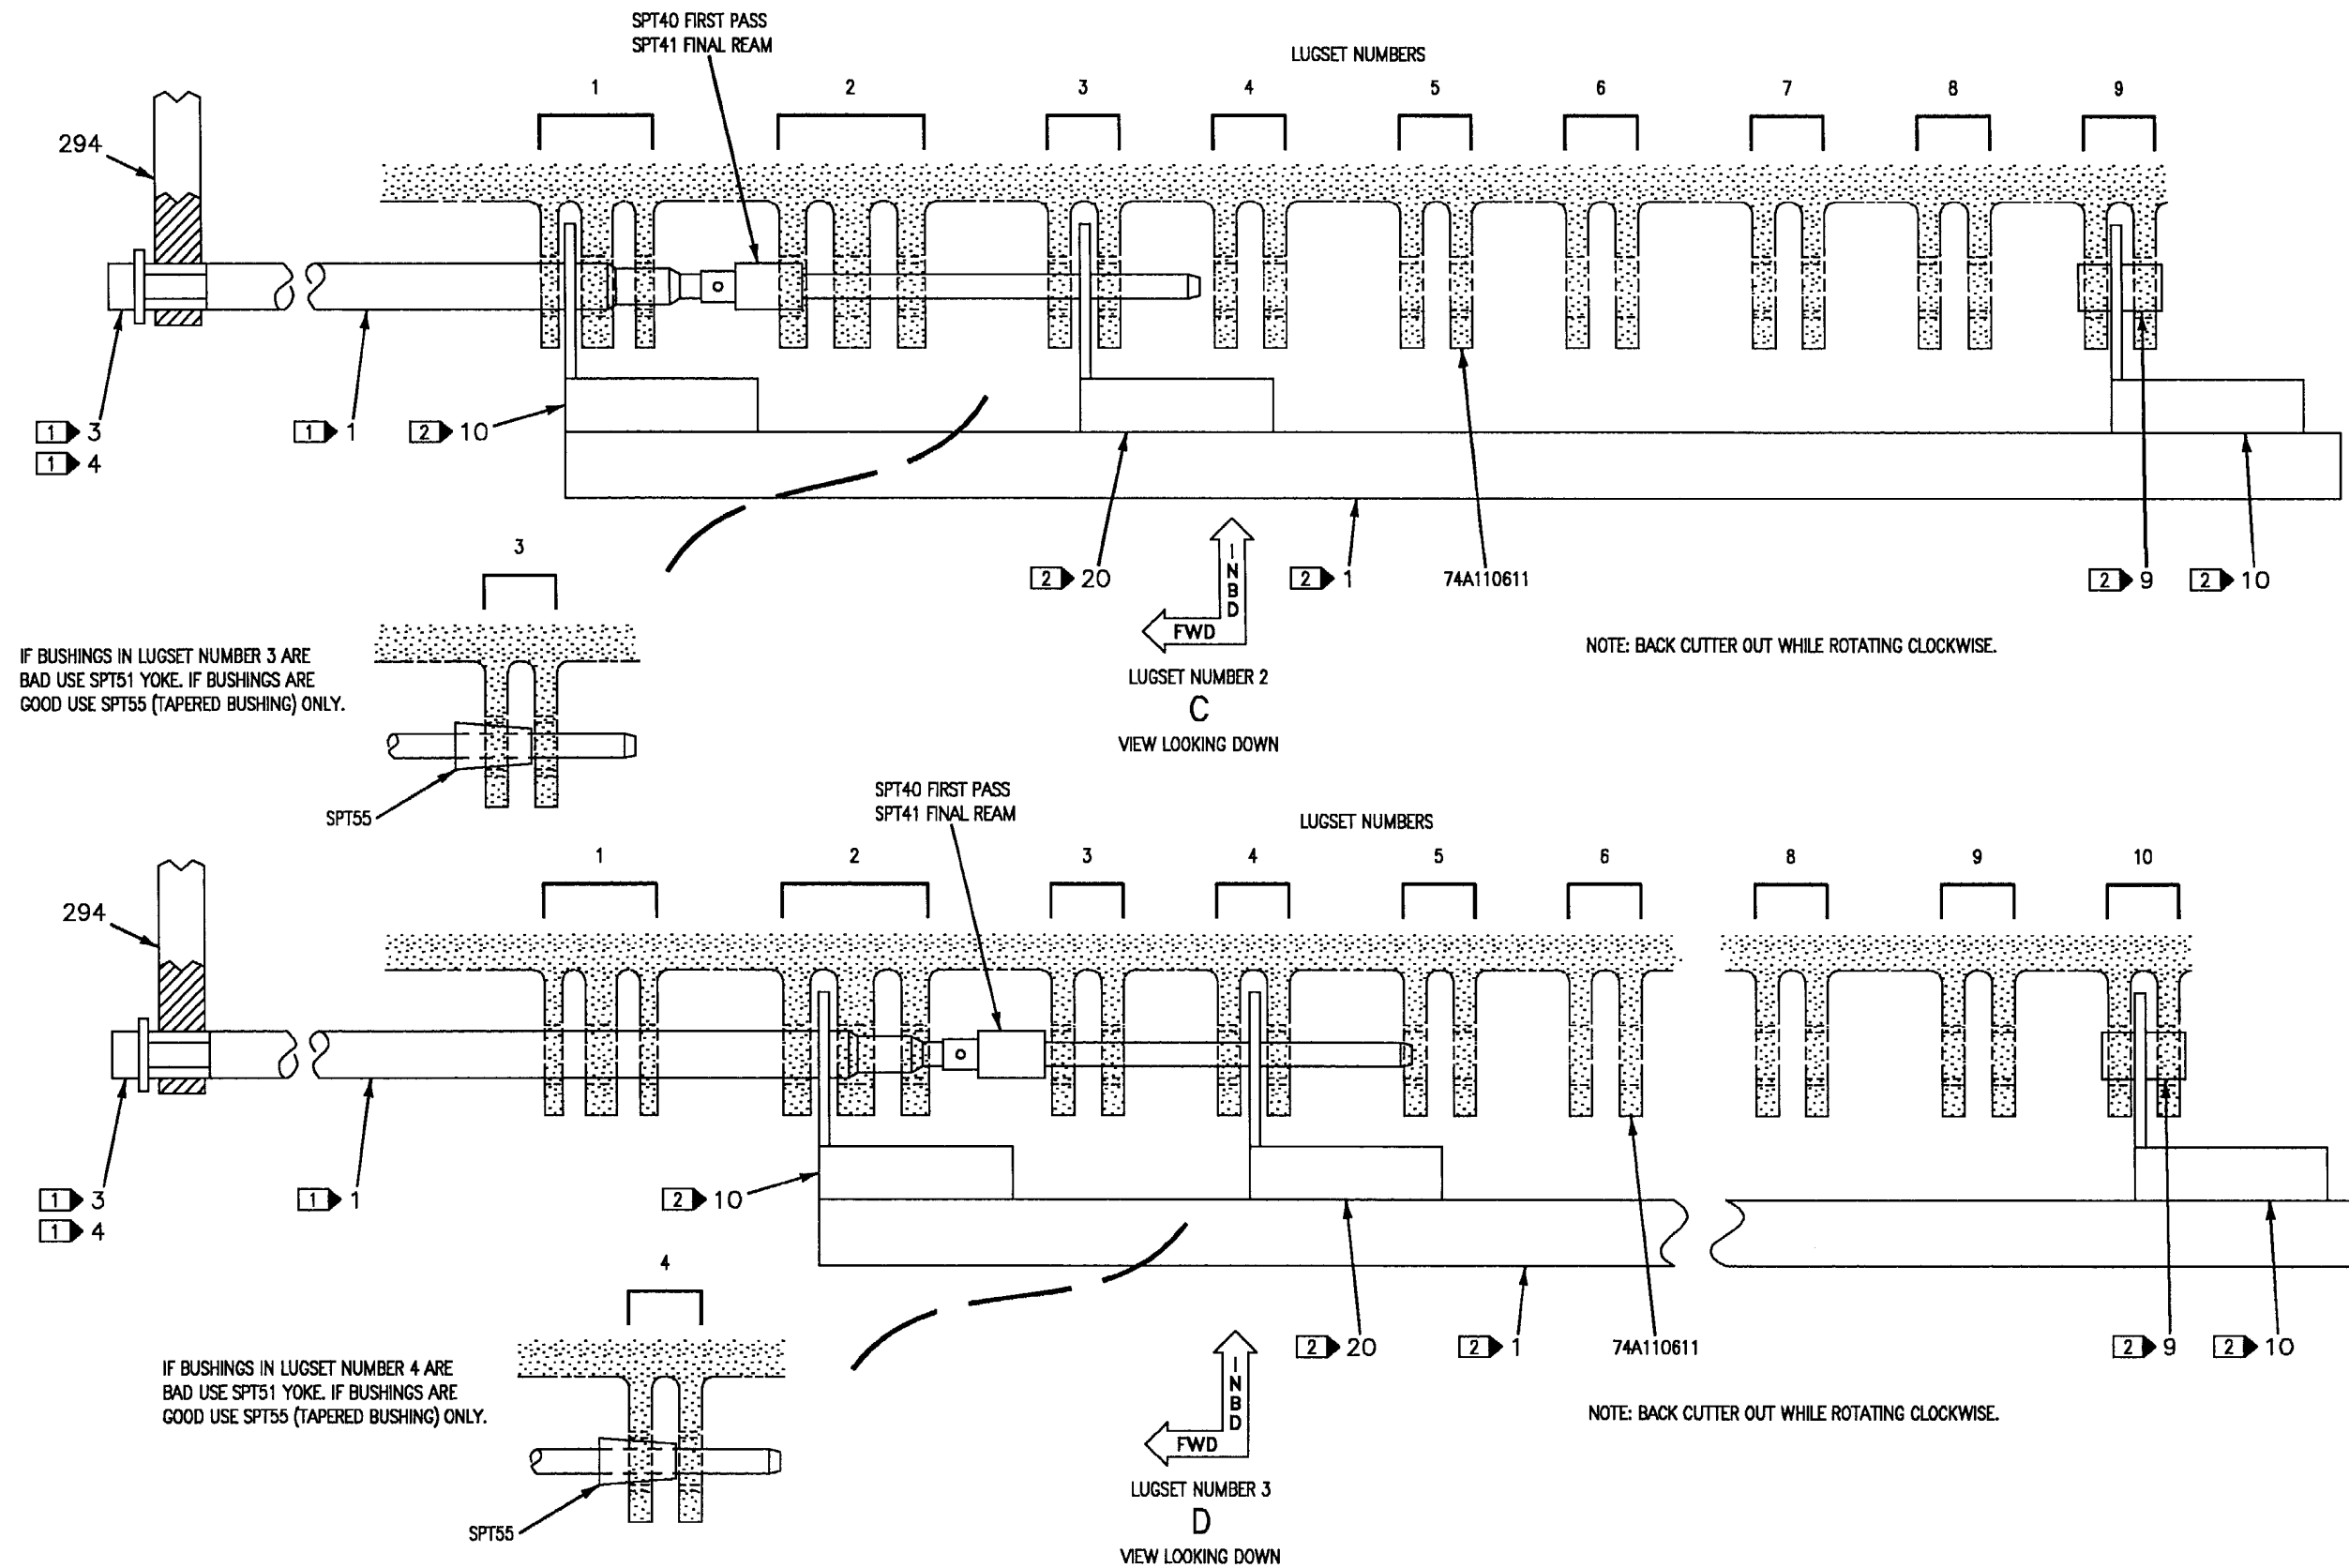 SPT40 FIRST PASS
SPT41 FINAL REAM
LUGSET NUMBERS
1 2 3 4 5 6 7 8 9
294
1 3
1 4
1 1
2 10
2 20
2 1
74A110611
2 9
2 10
INBD
FWD
3
IF BUSHINGS IN LUGSET NUMBER 3 ARE
BAD USE SPT51 YOKE. IF BUSHINGS ARE
GOOD USE SPT55 (TAPERED BUSHING) ONLY.
SPT55
NOTE: BACK CUTTER OUT WHILE ROTATING CLOCKWISE.
LUGSET NUMBER 2
C
VIEW LOOKING DOWN
SPT40 FIRST PASS
SPT41 FINAL REAM
LUGSET NUMBERS
1 2 3 4 5 6 8 9 10
294
1 3
1 4
1 1
2 10
2 20
2 1
74A110611
2 9
2 10
INBD
FWD
4
IF BUSHINGS IN LUGSET NUMBER 4 ARE
BAD USE SPT51 YOKE. IF BUSHINGS ARE
GOOD USE SPT55 (TAPERED BUSHING) ONLY.
SPT55
NOTE: BACK CUTTER OUT WHILE ROTATING CLOCKWISE.
LUGSET NUMBER 3
D
VIEW LOOKING DOWN